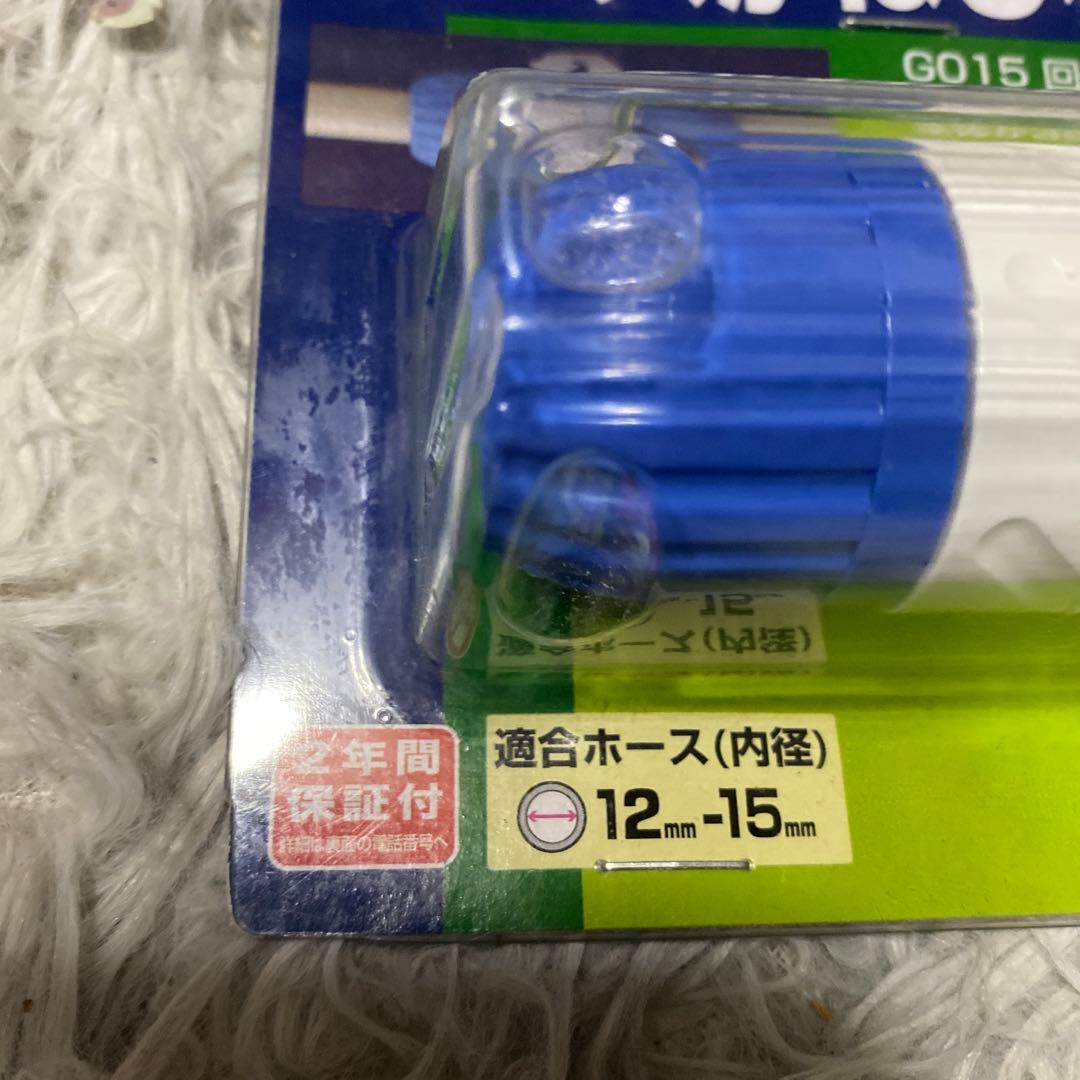 G015 回
2年間
保証付
詳細は裏面の電話番号へ
適合ホース(内径)
12mm-15mm